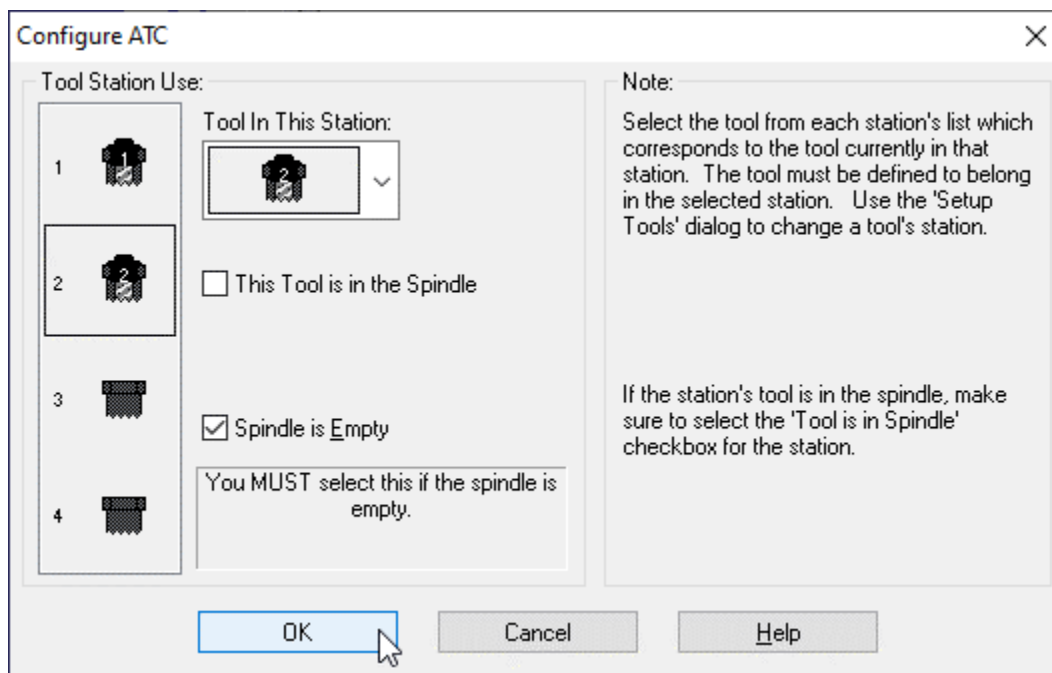 Configure ATC
Tool Station Use:
1
1
2
2
3
4
Tool In This Station:
2
This Tool is in the Spindle
Spindle is Empty
You MUST select this if the spindle is
empty.
Note:
Select the tool from each station's list which
corresponds to the tool currently in that
station. The tool must be defined to belong
in the selected station. Use the 'Setup
Tools' dialog to change a tool's station.
If the station's tool is in the spindle, make
sure to select the 'Tool is in Spindle'
checkbox for the station.
OK
Cancel
Help